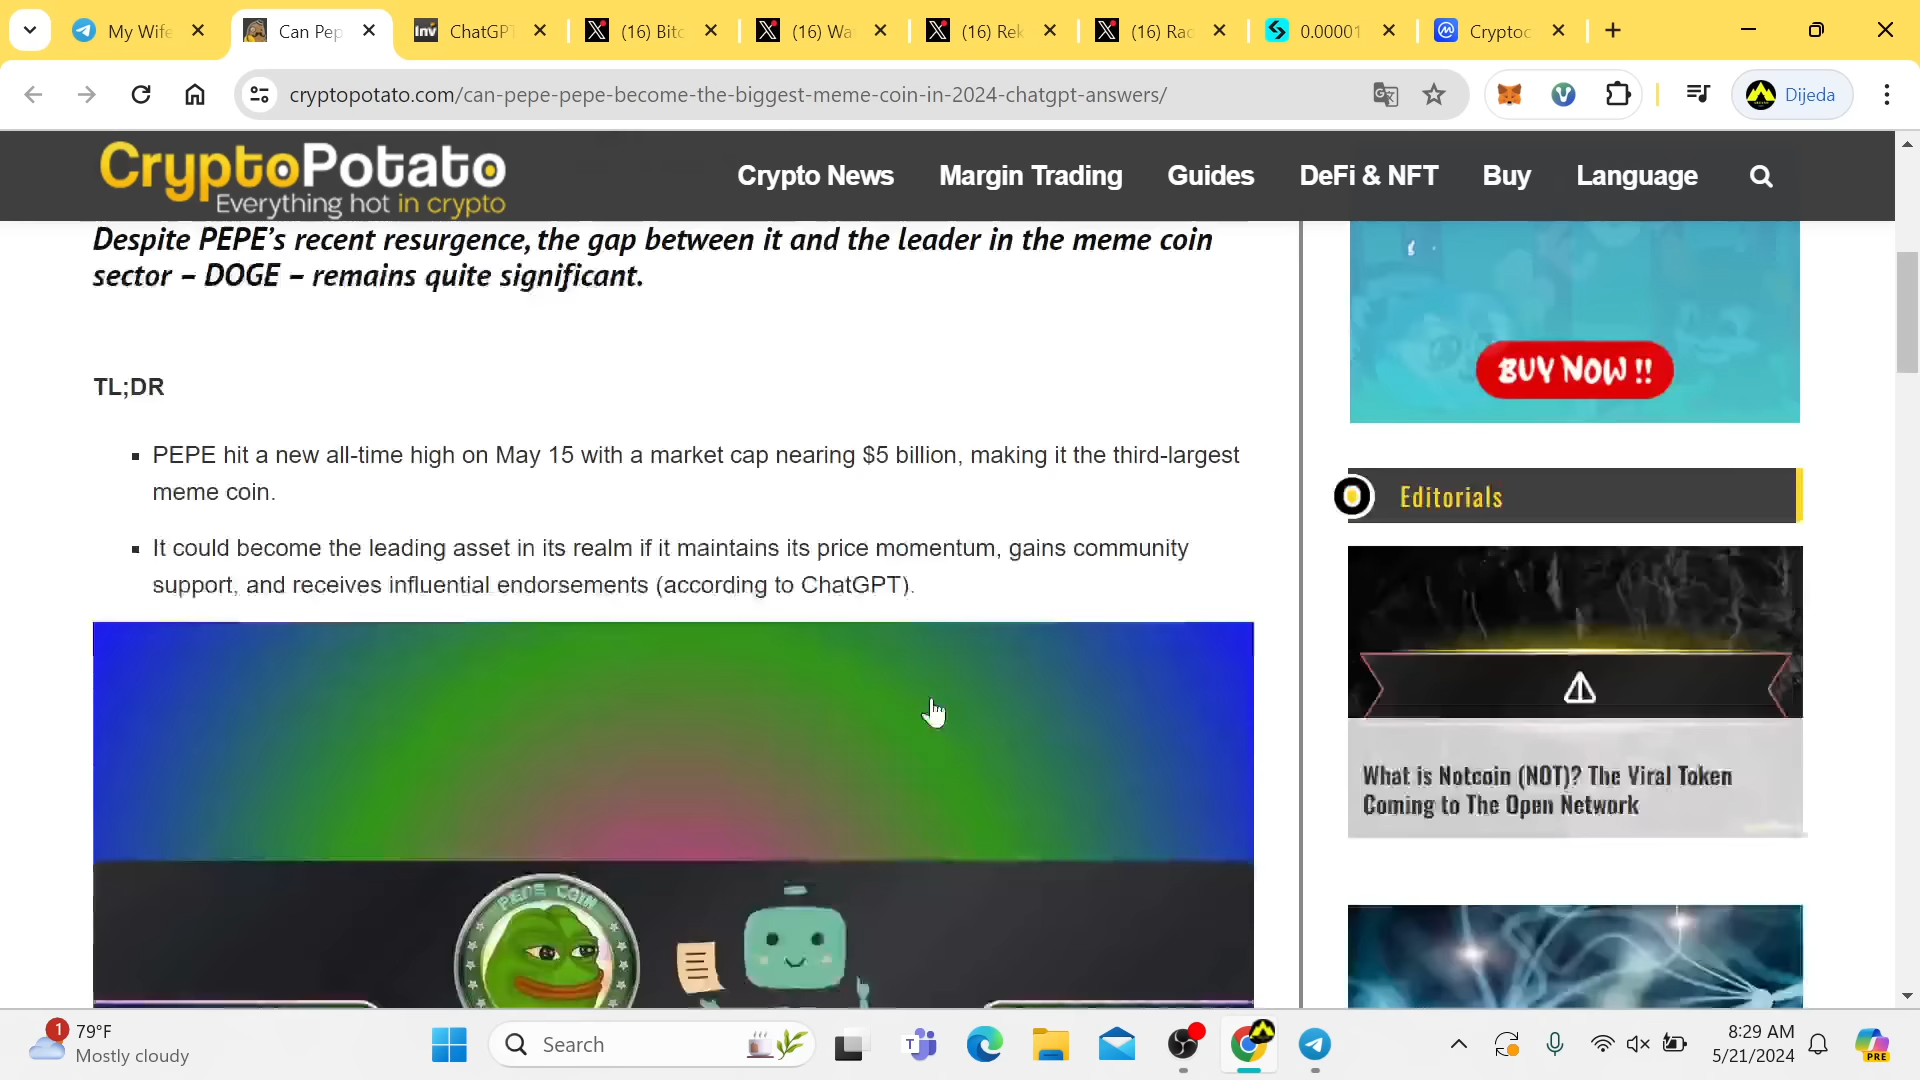 My Wife
Can Pep
ChatGPT
(16) Bitc
(16) Wa
(16) Rek
(16) Rac
0.00001
Cryptoc
cryptopotato.com/can-pepe-pepe-become-the-biggest-meme-coin-in-2024-chatgpt-answers/
Dijeda
CryptoPotato
Everything hot in crypto
Crypto News
Margin Trading
Guides
DeFi & NFT
Buy
Language
Despite PEPE's recent resurgence, the gap between it and the leader in the meme coin
sector – DOGE – remains quite significant.
TL;DR
PEPE hit a new all-time high on May 15 with a market cap nearing $5 billion, making it the third-largest
meme coin.
It could become the leading asset in its realm if it maintains its price momentum, gains community
support, and receives influential endorsements (according to ChatGPT).
PEPE COIN
BUY NOW !!
Editorials
What is Notcoin (NOT)? The Viral Token
Coming to The Open Network
1
79°F
Mostly cloudy
Search
8:29 AM
5/21/2024
PRE